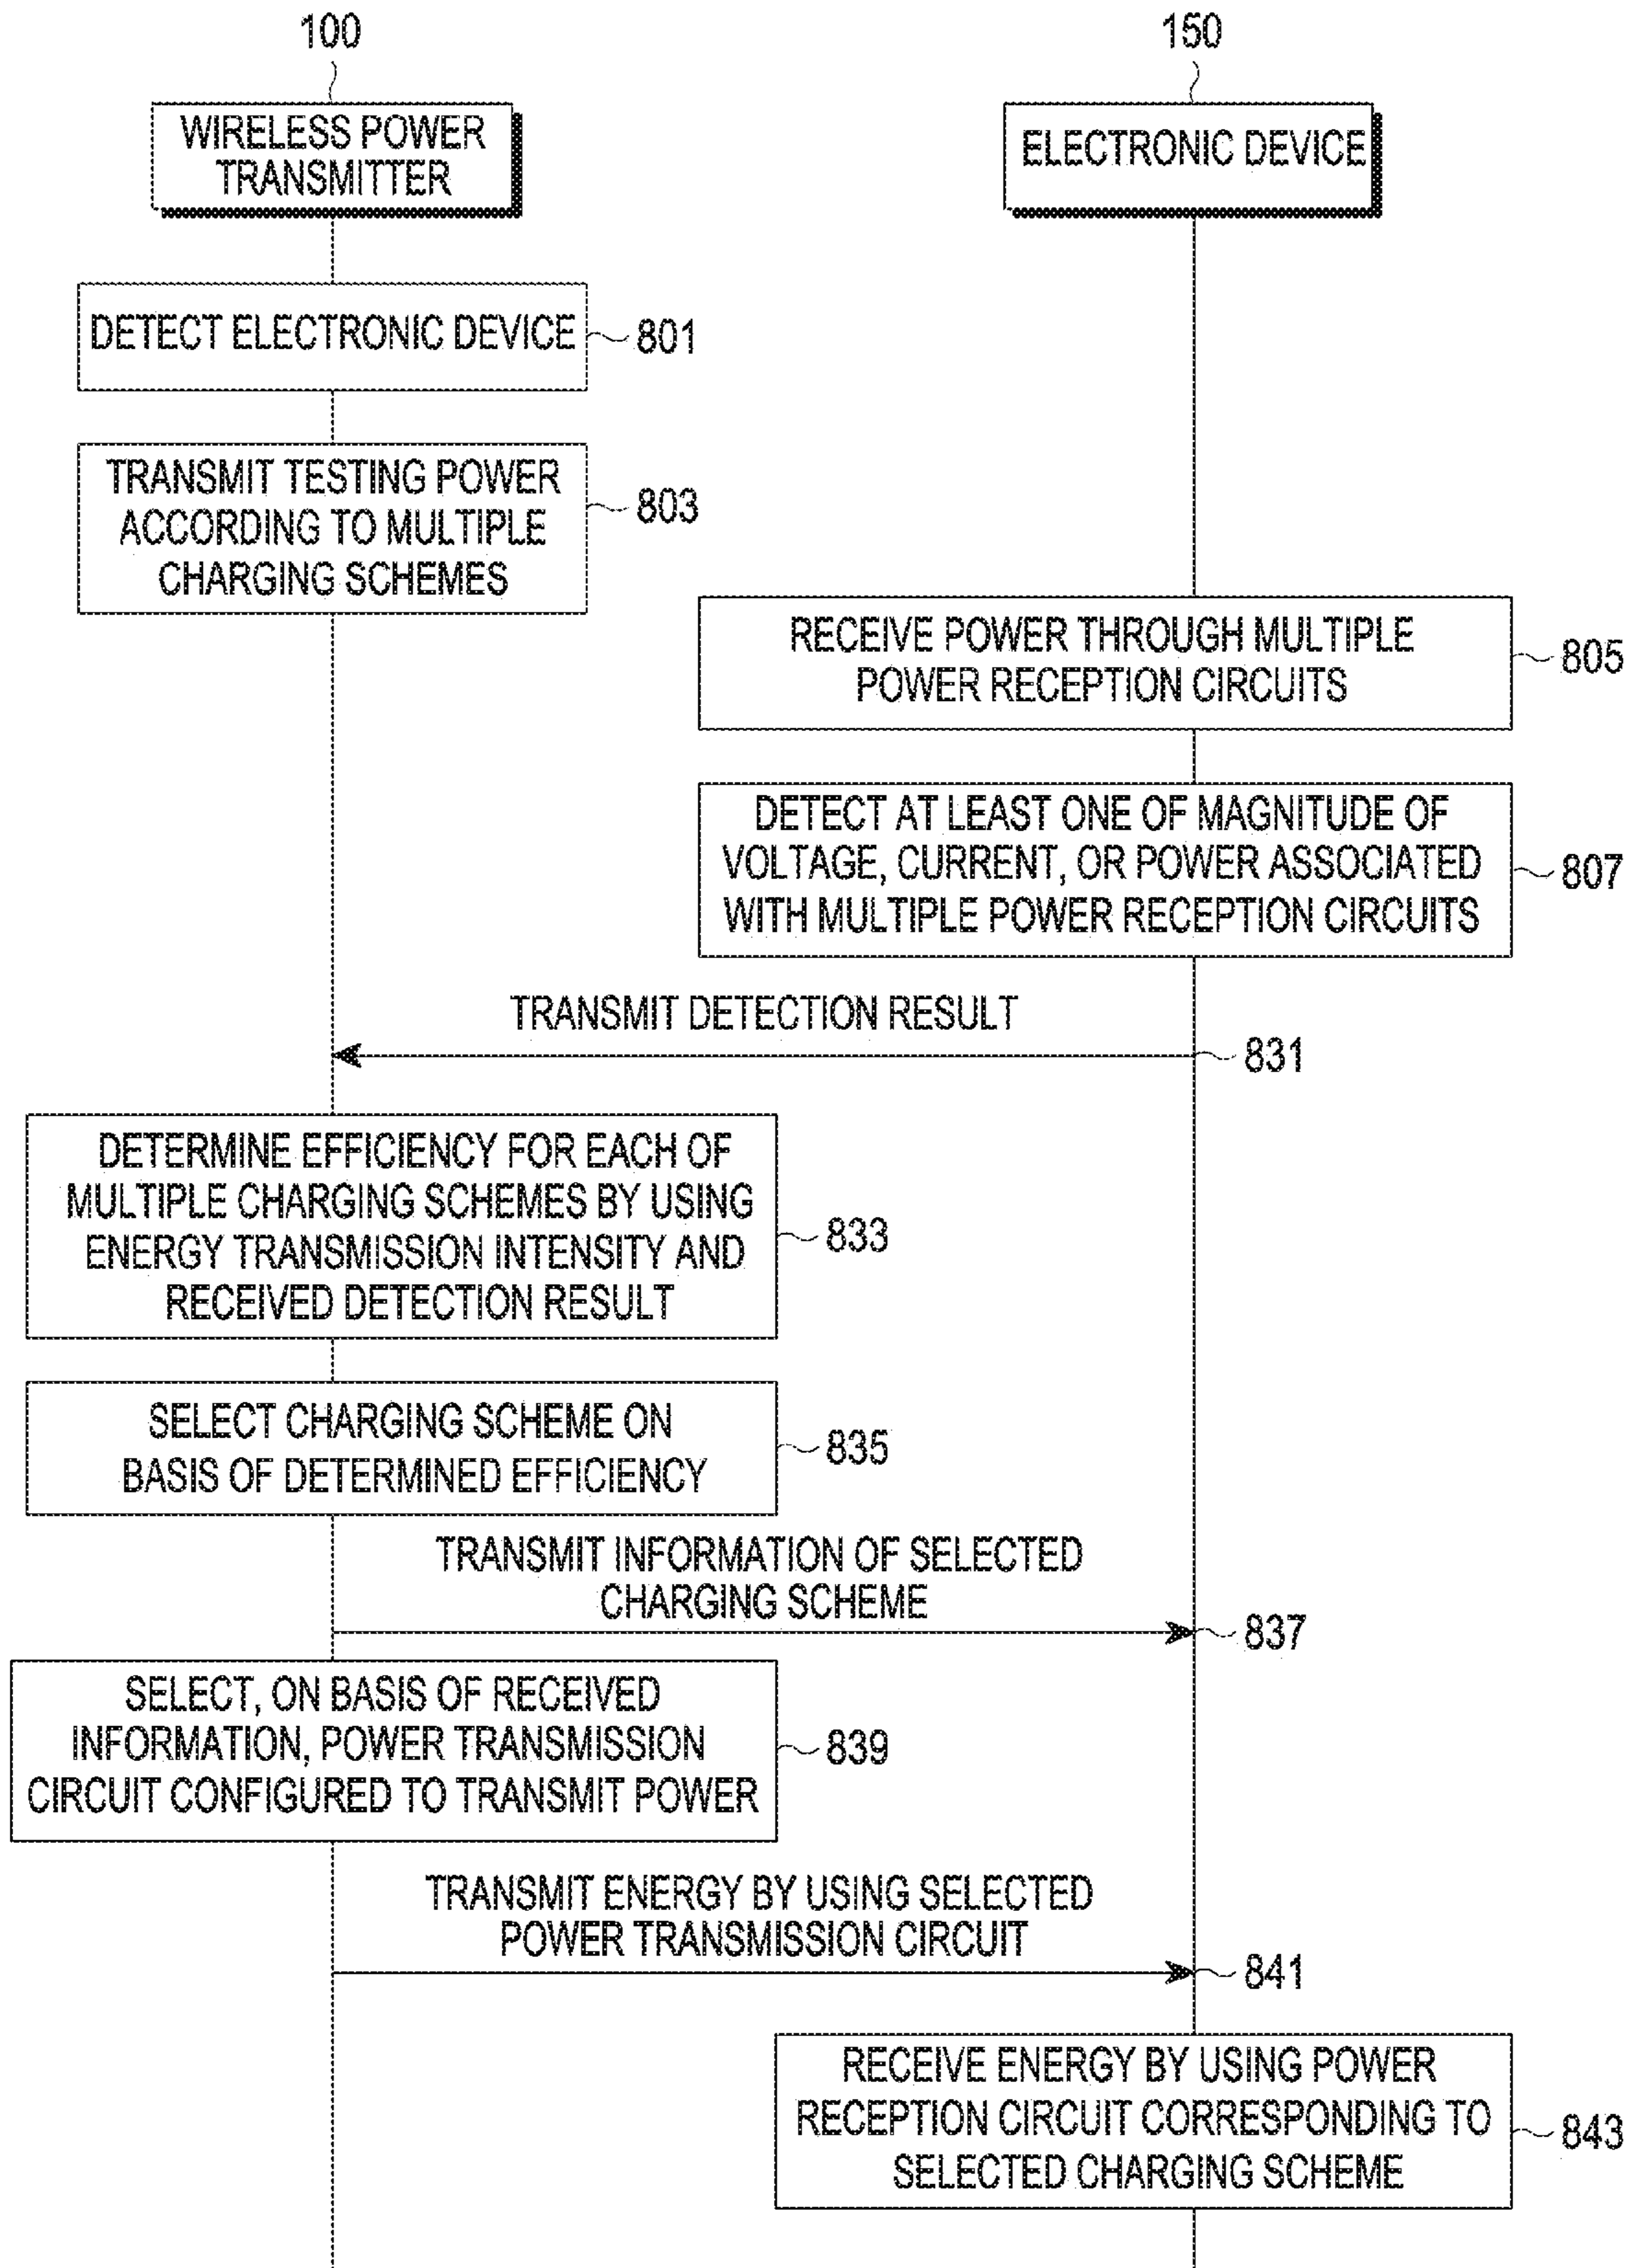 100
150
WIRELESS POWER
TRANSMITTER
ELECTRONIC DEVICE
DETECT ELECTRONIC DEVICE
801
TRANSMIT TESTING POWER
ACCORDING TO MULTIPLE
CHARGING SCHEMES
803
RECEIVE POWER THROUGH MULTIPLE
POWER RECEPTION CIRCUITS
805
DETECT AT LEAST ONE OF MAGNITUDE OF
VOLTAGE, CURRENT, OR POWER ASSOCIATED
WITH MULTIPLE POWER RECEPTION CIRCUITS
807
TRANSMIT DETECTION RESULT
831
DETERMINE EFFICIENCY FOR EACH OF
MULTIPLE CHARGING SCHEMES BY USING
ENERGY TRANSMISSION INTENSITY AND
RECEIVED DETECTION RESULT
833
SELECT CHARGING SCHEME ON
BASIS OF DETERMINED EFFICIENCY
835
TRANSMIT INFORMATION OF SELECTED
CHARGING SCHEME
837
SELECT, ON BASIS OF RECEIVED
INFORMATION, POWER TRANSMISSION
CIRCUIT CONFIGURED TO TRANSMIT POWER
839
TRANSMIT ENERGY BY USING SELECTED
POWER TRANSMISSION CIRCUIT
841
RECEIVE ENERGY BY USING POWER
RECEPTION CIRCUIT CORRESPONDING TO
SELECTED CHARGING SCHEME
843